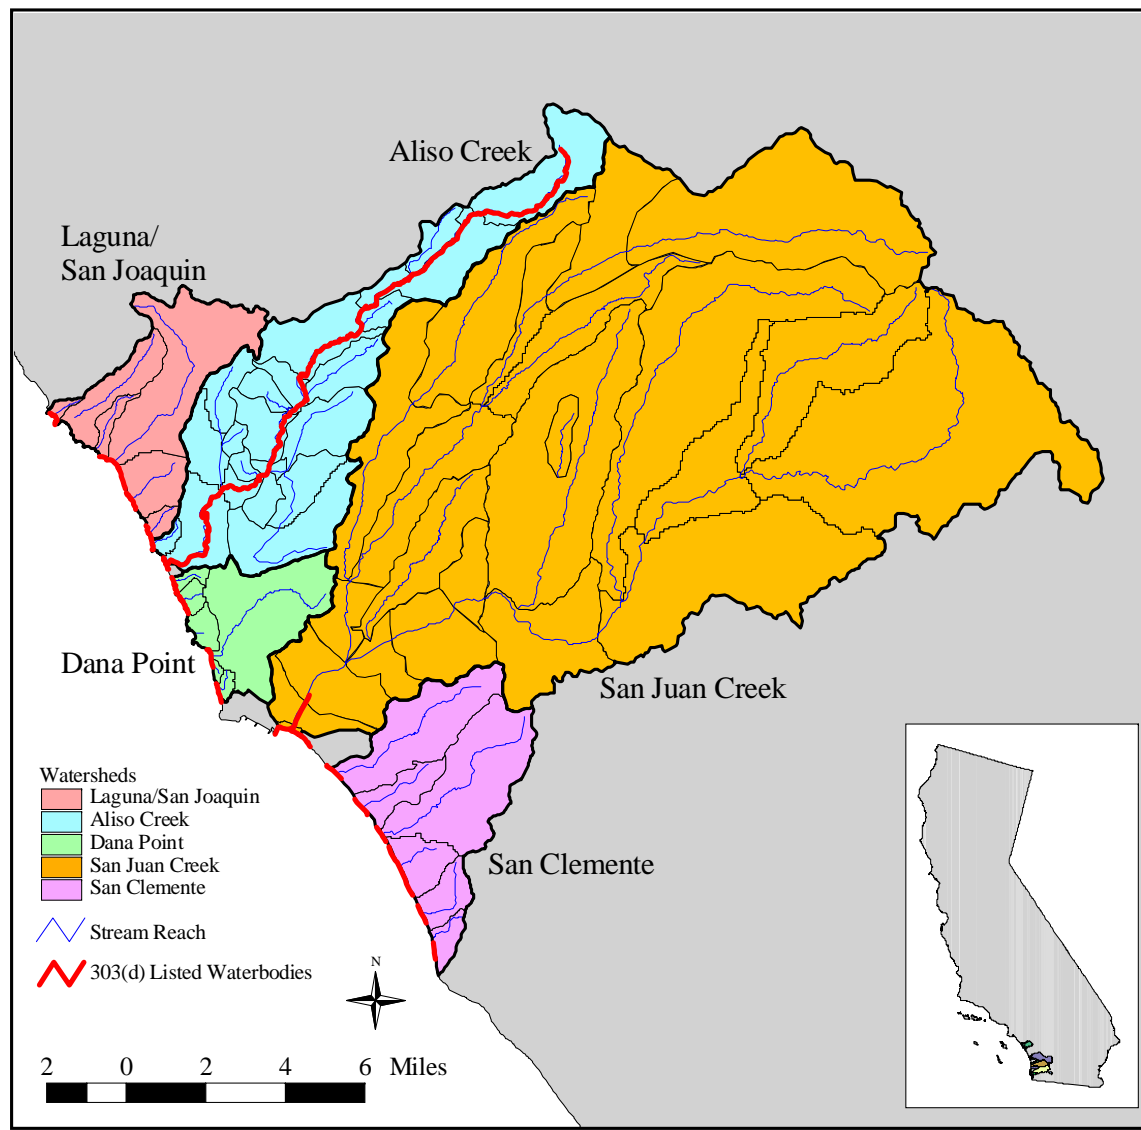 Aliso Creek
Laguna/
San Joaquin
Dana Point
San Juan Creek
San Clemente
Watersheds
Laguna/San Joaquin
Aliso Creek
Dana Point
San Juan Creek
San Clemente
Stream Reach
303(d) Listed Waterbodies
N
2 0 2 4 6 Miles